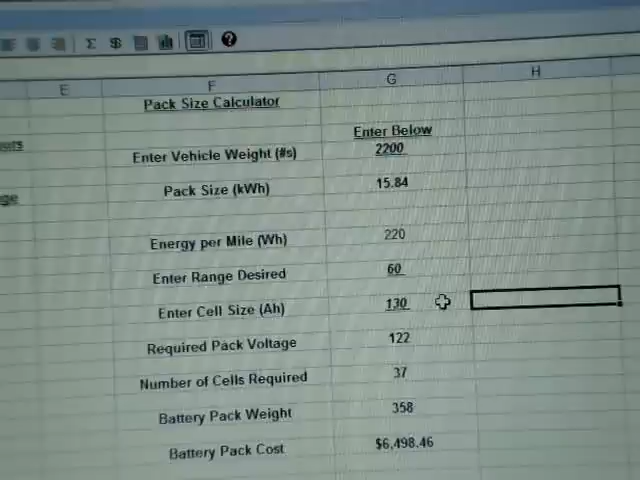 Σ $ ?
E F G H
Pack Size Calculator
Enter Below
Enter Vehicle Weight (#s) 2200
Pack Size (kWh) 15.84
Energy per Mile (Wh) 220
Enter Range Desired 60
Enter Cell Size (Ah) 130
Required Pack Voltage 122
Number of Cells Required 37
Battery Pack Weight 358
Battery Pack Cost $6,498.46